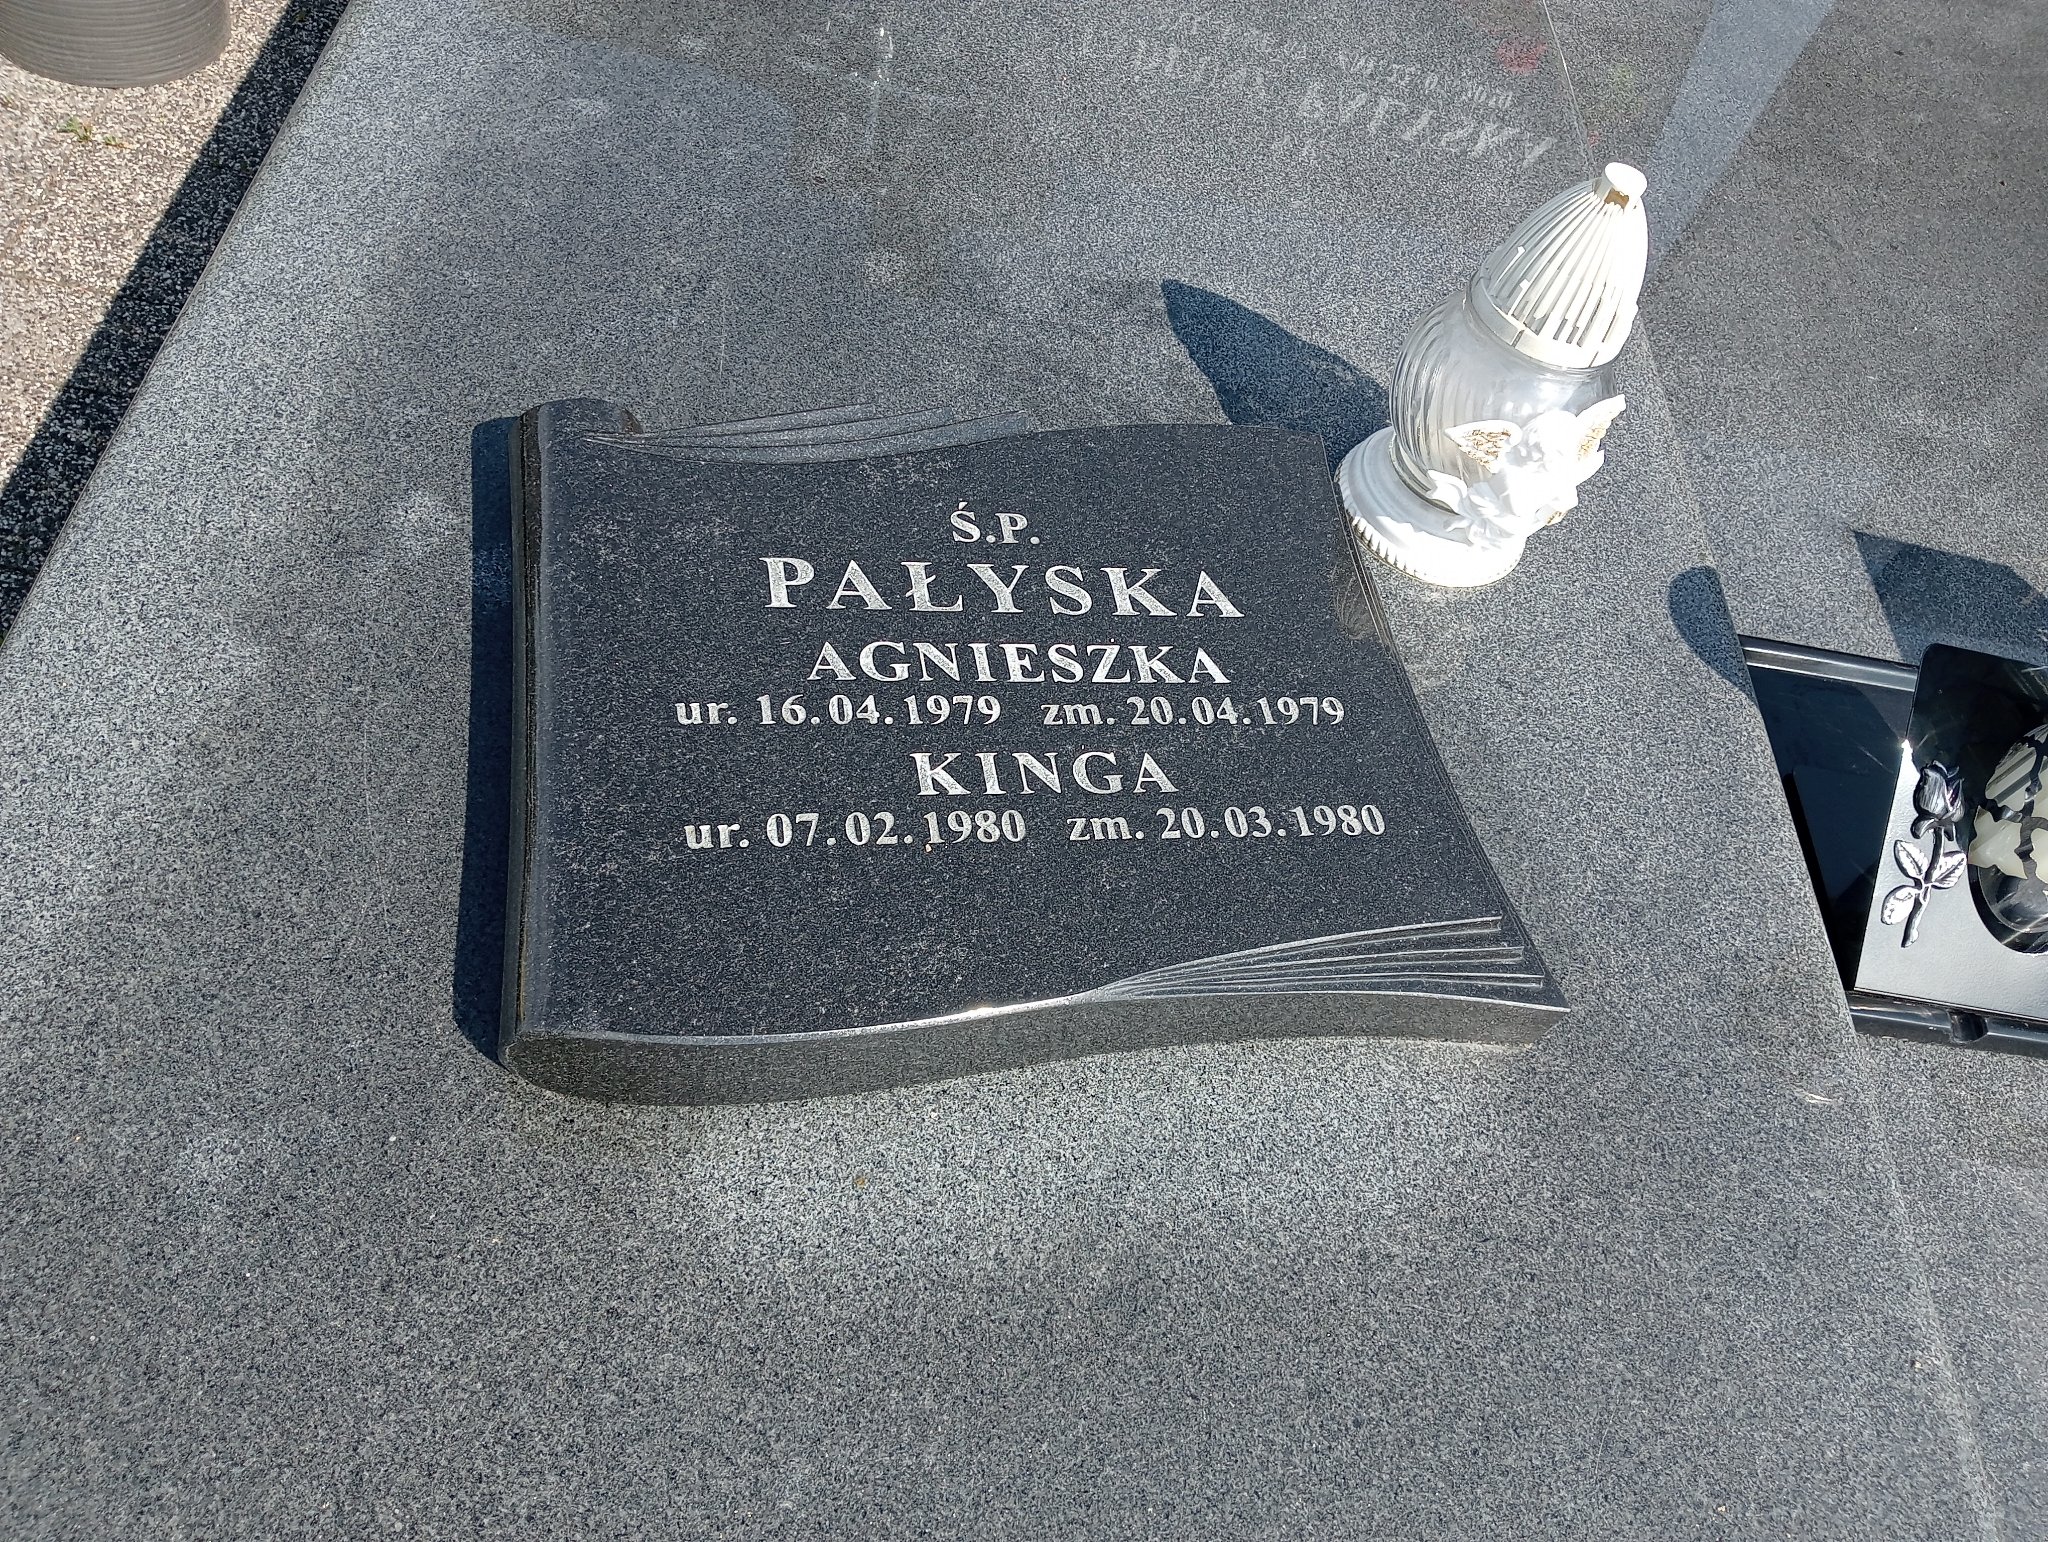 Ś.P.
PAŁYSKA
AGNIESZKA
ur. 16.04.1979 zm. 20.04.1979
KINGA
ur. 07.02.1980 zm. 20.03.1980